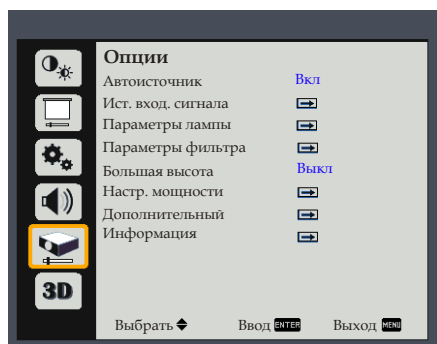 Опции
Автоисточник Вкл
Ист. вход. сигнала
Параметры лампы
Параметры фильтра
Большая высота Выкл
Настр. мощности
Дополнительный
Информация
3D
Выбрать Ввод ENTER Выход MENU